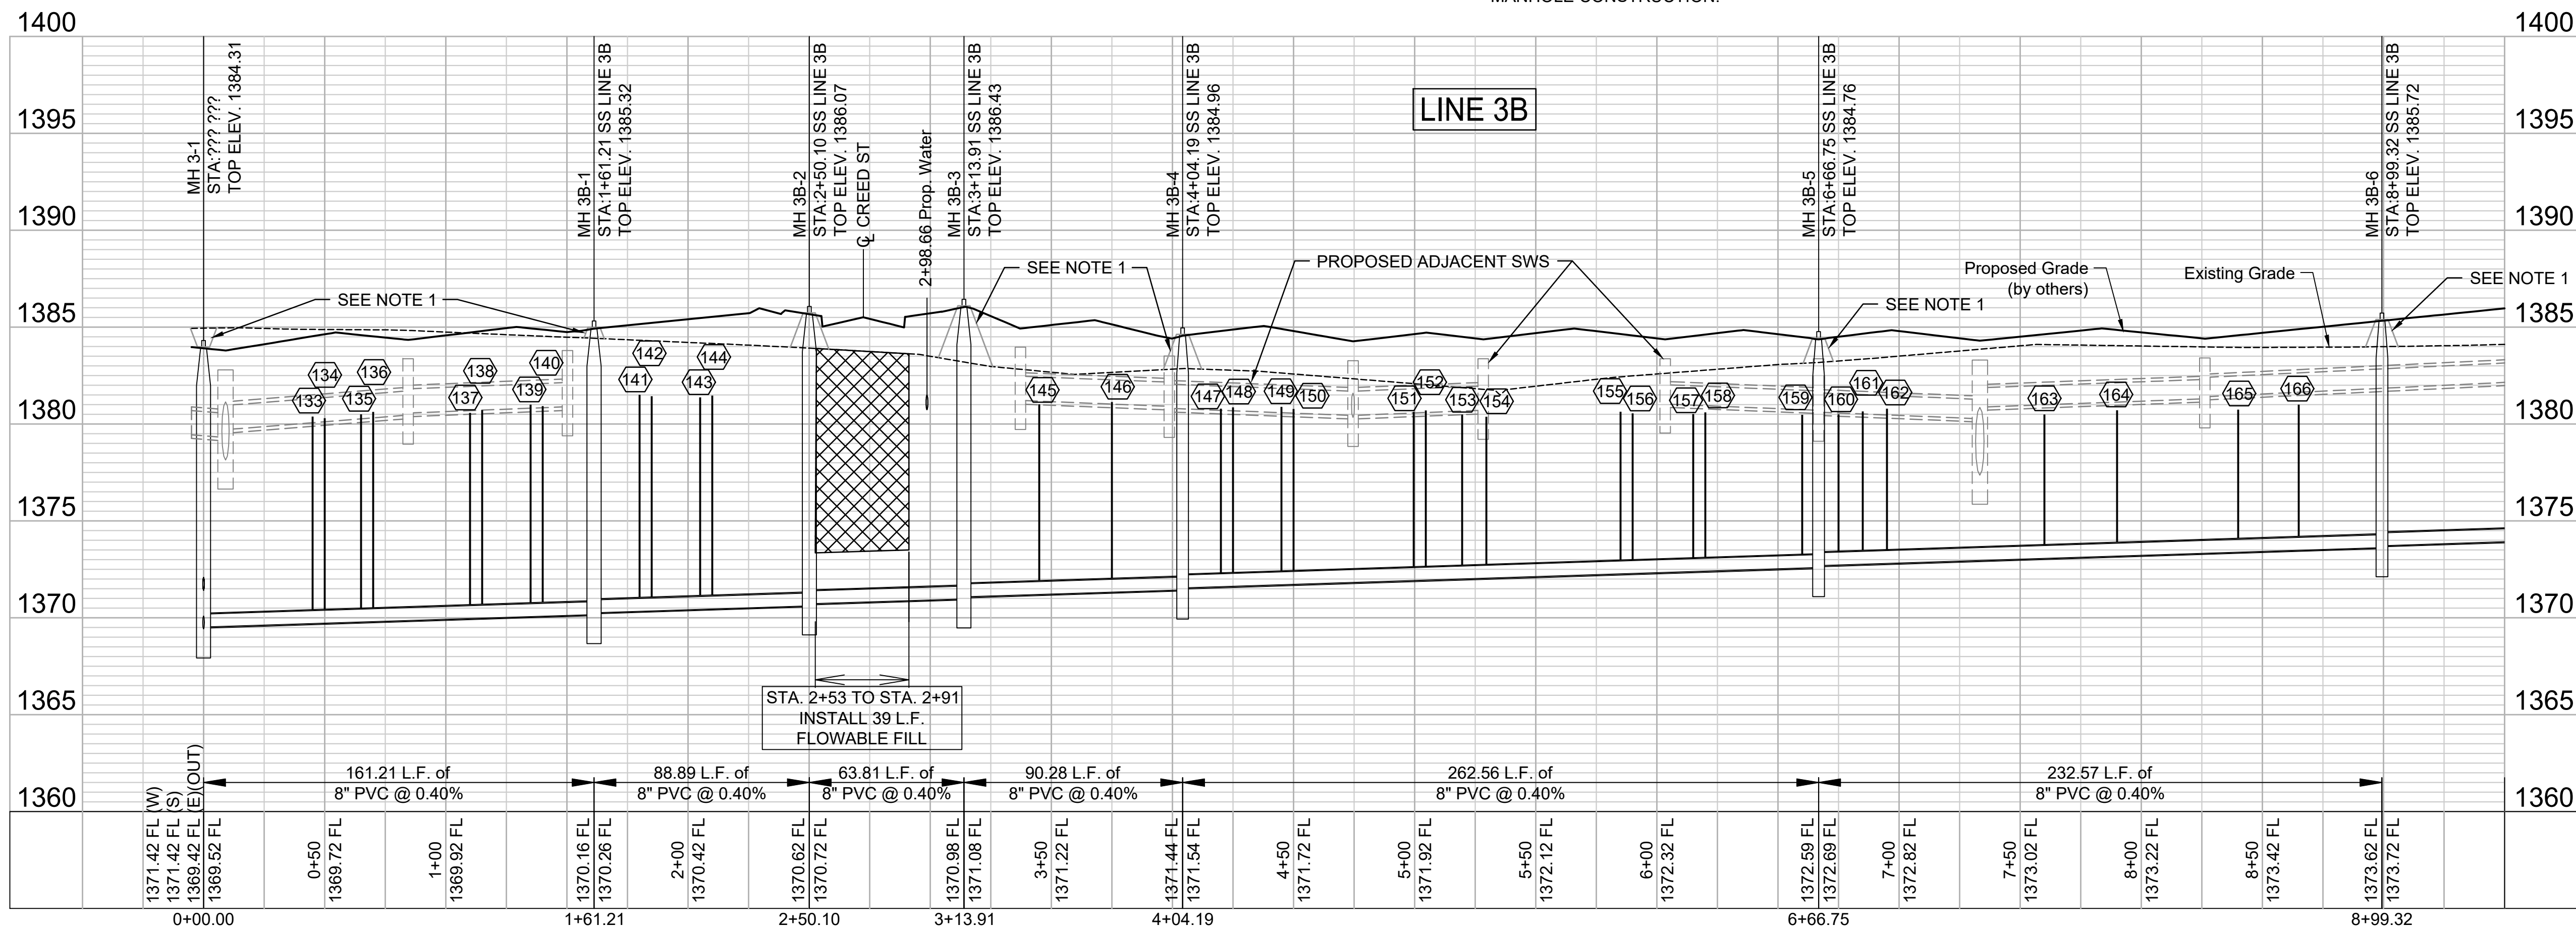 MANHOLE CONSTRUCTION.
1400
1400
1395
1395
1390
1390
1385
1385
1380
1380
1375
1375
1370
1370
1365
1365
1360
1360
MH 3-1
STA:??? ???
TOP ELEV. 1384.31
MH 3B-1
STA:1+61.21 SS LINE 3B
TOP ELEV. 1385.32
MH 3B-2
STA:2+50.10 SS LINE 3B
TOP ELEV. 1386.07
℄ CREED ST
2+98.66 Prop. Water
MH 3B-3
STA:3+13.91 SS LINE 3B
TOP ELEV. 1386.43
MH 3B-4
STA:4+04.19 SS LINE 3B
TOP ELEV. 1384.96
LINE 3B
MH 3B-5
STA:6+66.75 SS LINE 3B
TOP ELEV. 1384.76
MH 3B-6
STA:8+99.32 SS LINE 3B
TOP ELEV. 1385.72
SEE NOTE 1
SEE NOTE 1
PROPOSED ADJACENT SWS
SEE NOTE 1
Proposed Grade
(by others)
Existing Grade
SEE NOTE 1
133
134
135
136
137
138
139
140
141
142
143
144
145
146
147
148
149
150
151
152
153
154
155
156
157
158
159
160
161
162
163
164
165
166
STA. 2+53 TO STA. 2+91
INSTALL 39 L.F.
FLOWABLE FILL
161.21 L.F. of
8" PVC @ 0.40%
88.89 L.F. of
8" PVC @ 0.40%
63.81 L.F. of
8" PVC @ 0.40%
90.28 L.F. of
8" PVC @ 0.40%
262.56 L.F. of
8" PVC @ 0.40%
232.57 L.F. of
8" PVC @ 0.40%
1371.42 FL (W)
1371.42 FL (S)
1369.42 FL (E)(OUT)
1369.52 FL
0+50
1369.72 FL
1+00
1369.92 FL
1370.16 FL
1370.26 FL
2+00
1370.42 FL
1370.62 FL
1370.72 FL
1370.98 FL
1371.08 FL
3+50
1371.22 FL
1371.44 FL
1371.54 FL
4+50
1371.72 FL
5+00
1371.92 FL
5+50
1372.12 FL
6+00
1372.32 FL
1372.59 FL
1372.69 FL
7+00
1372.82 FL
7+50
1373.02 FL
8+00
1373.22 FL
8+50
1373.42 FL
1373.62 FL
1373.72 FL
0+00.00
1+61.21
2+50.10
3+13.91
4+04.19
6+66.75
8+99.32